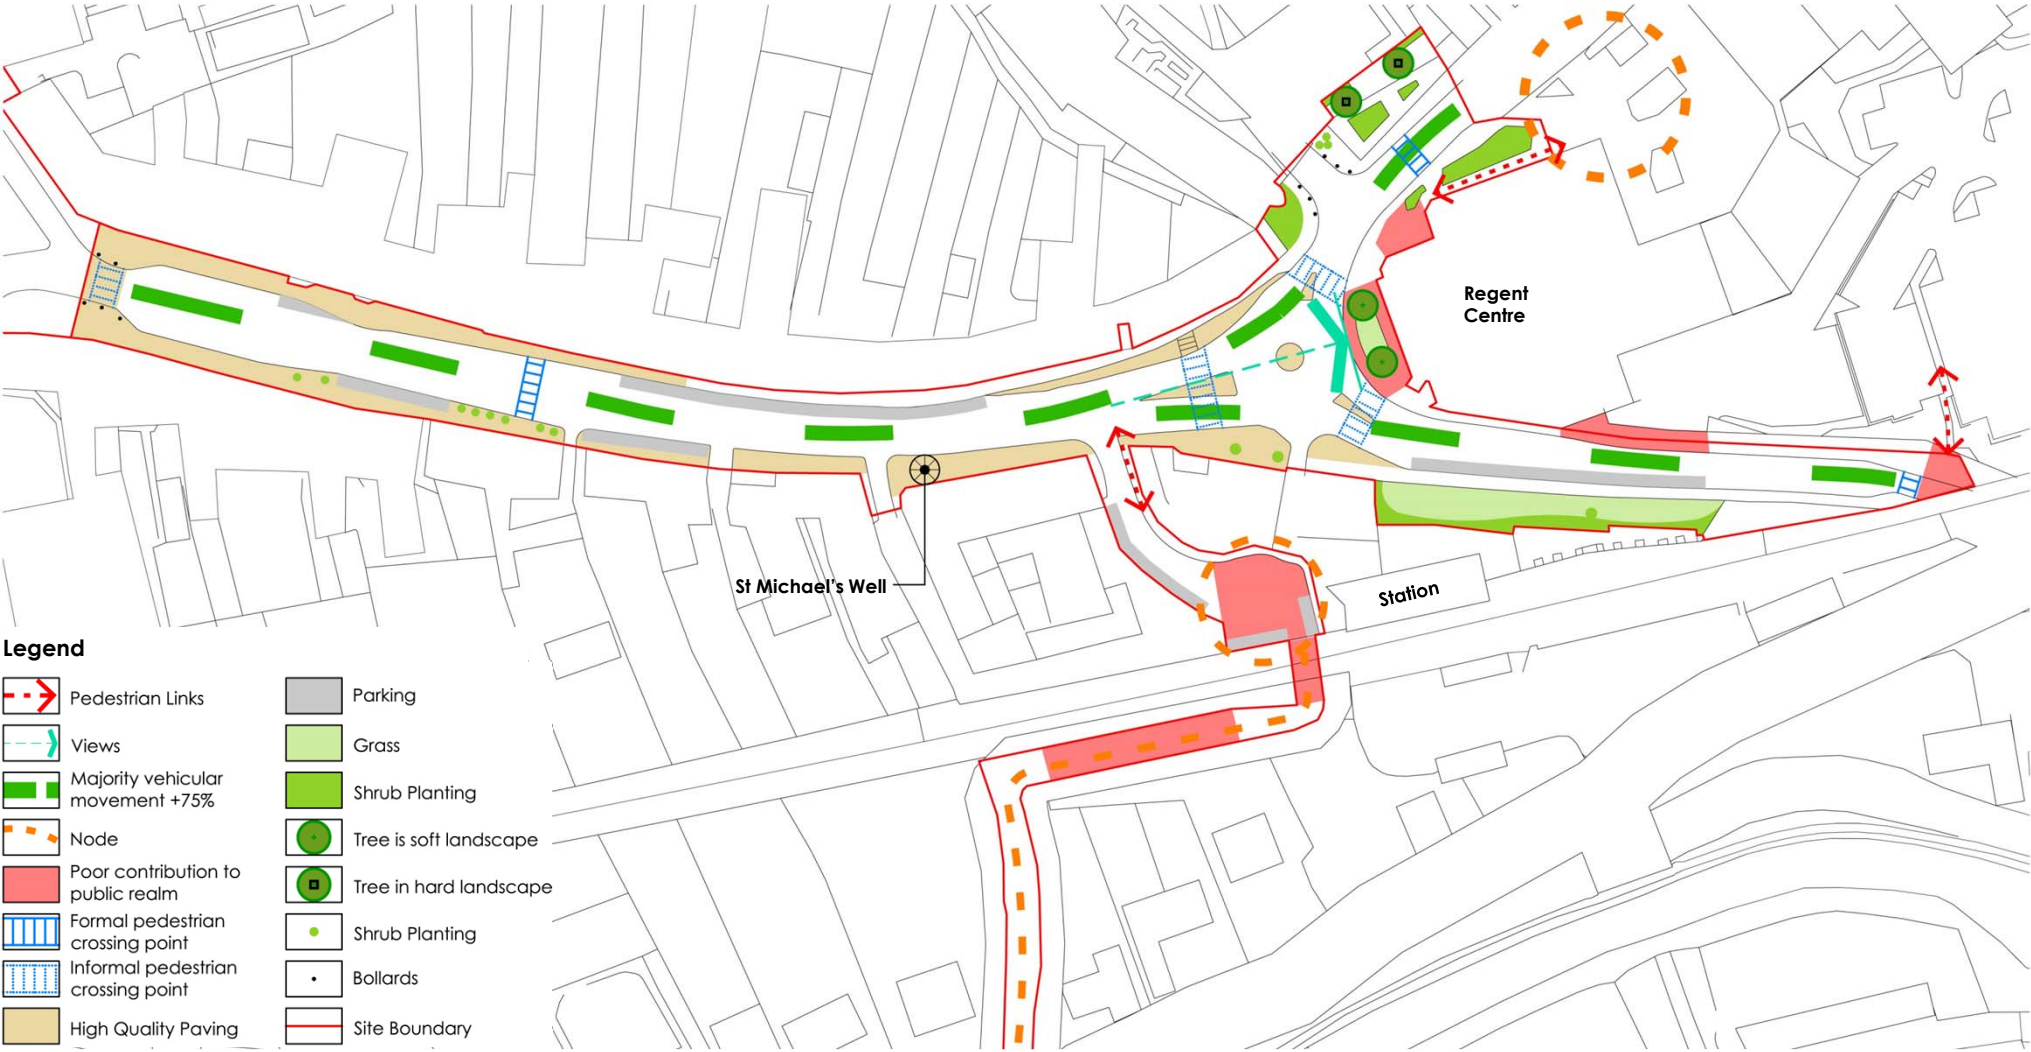 Regent
Centre
St Michael's Well
Station
Legend
Pedestrian Links
Views
Majority vehicular
movement +75%
Node
Poor contribution to
public realm
Formal pedestrian
crossing point
Informal pedestrian
crossing point
High Quality Paving
Parking
Grass
Shrub Planting
Tree is soft landscape
Tree in hard landscape
Shrub Planting
Bollards
Site Boundary